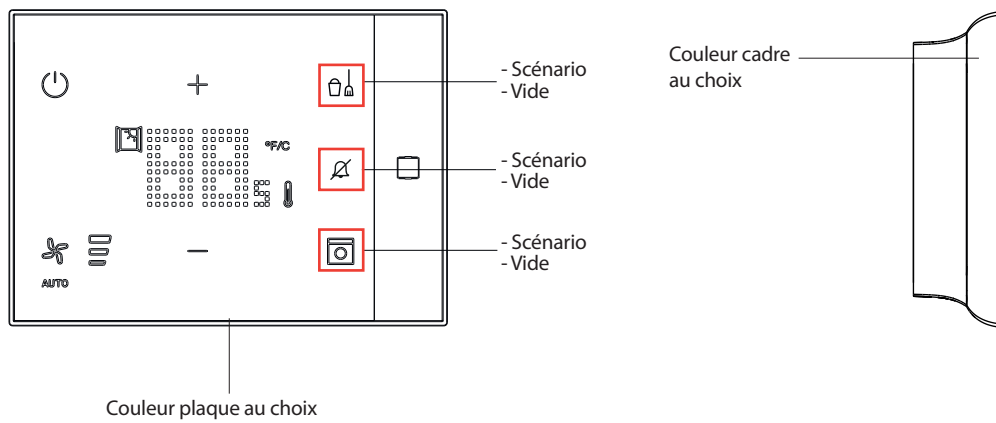 - Scénario
- Vide
°F/C
- Scénario
- Vide
- Scénario
- Vide
AUTO
Couleur plaque au choix
Couleur cadre
au choix